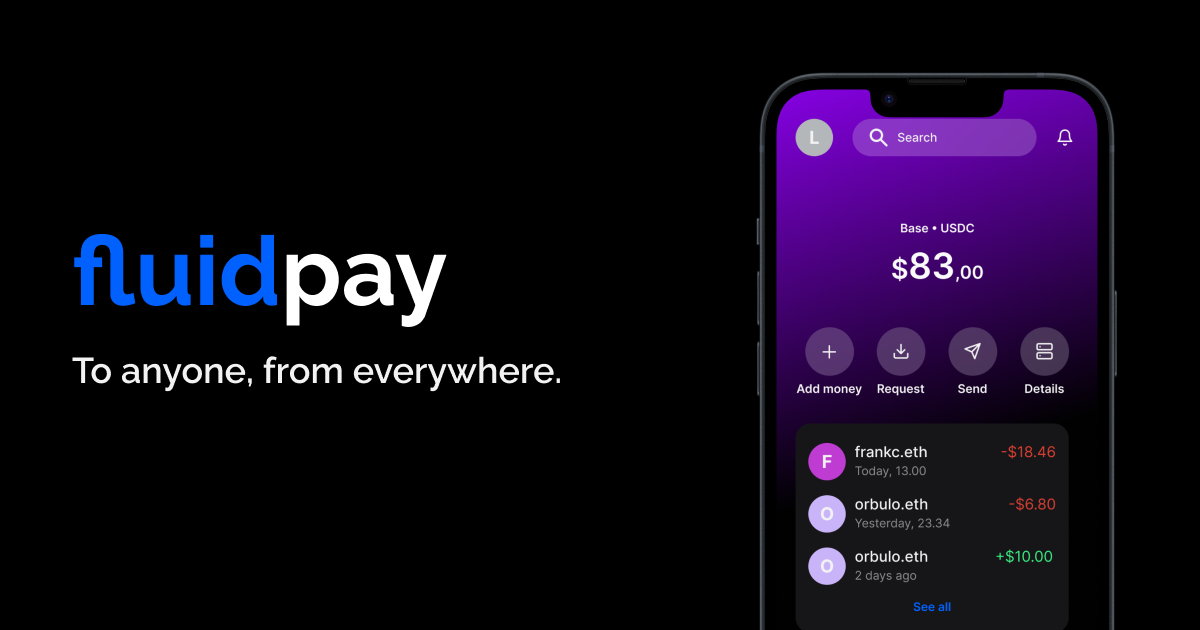 fluidpay
To anyone, from everywhere.
L
Search
Base • USDC
$83,00
Add money
Request
Send
Details
F
frankc.eth
-$18.46
Today, 13.00
O
orbulo.eth
-$6.80
Yesterday, 23.34
O
orbulo.eth
+$10.00
2 days ago
See all